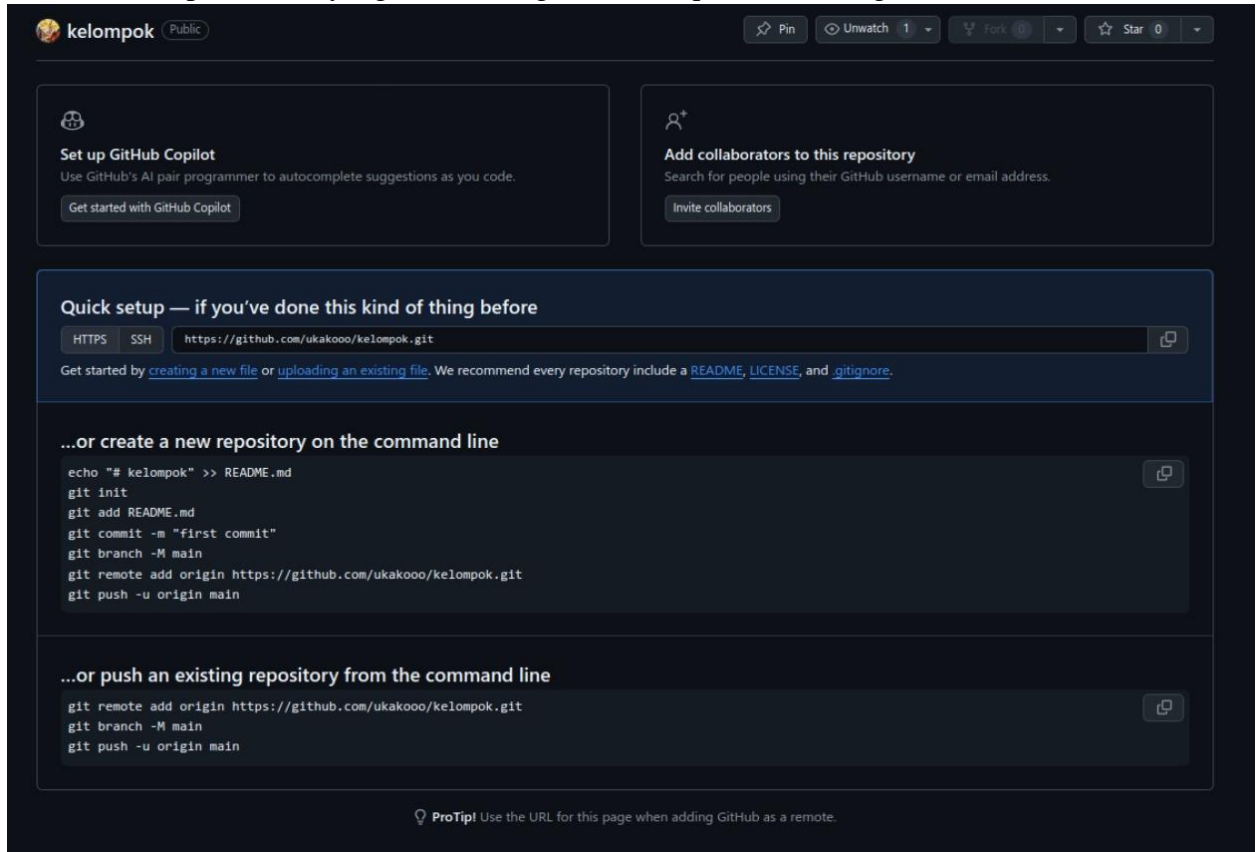 kelompok Public
Pin
Unwatch 1
Fork 0
Star 0
Set up GitHub Copilot
Use GitHub's AI pair programmer to autocomplete suggestions as you code.
Get started with GitHub Copilot
Add collaborators to this repository
Search for people using their GitHub username or email address.
Invite collaborators
Quick setup — if you've done this kind of thing before
HTTPS SSH https://github.com/ukakooo/kelompok.git
Get started by creating a new file or uploading an existing file. We recommend every repository include a README, LICENSE, and .gitignore.
...or create a new repository on the command line
echo "# kelompok" >> README.md
git init
git add README.md
git commit -m "first commit"
git branch -M main
git remote add origin https://github.com/ukakooo/kelompok.git
git push -u origin main
...or push an existing repository from the command line
git remote add origin https://github.com/ukakooo/kelompok.git
git branch -M main
git push -u origin main
ProTip! Use the URL for this page when adding GitHub as a remote.